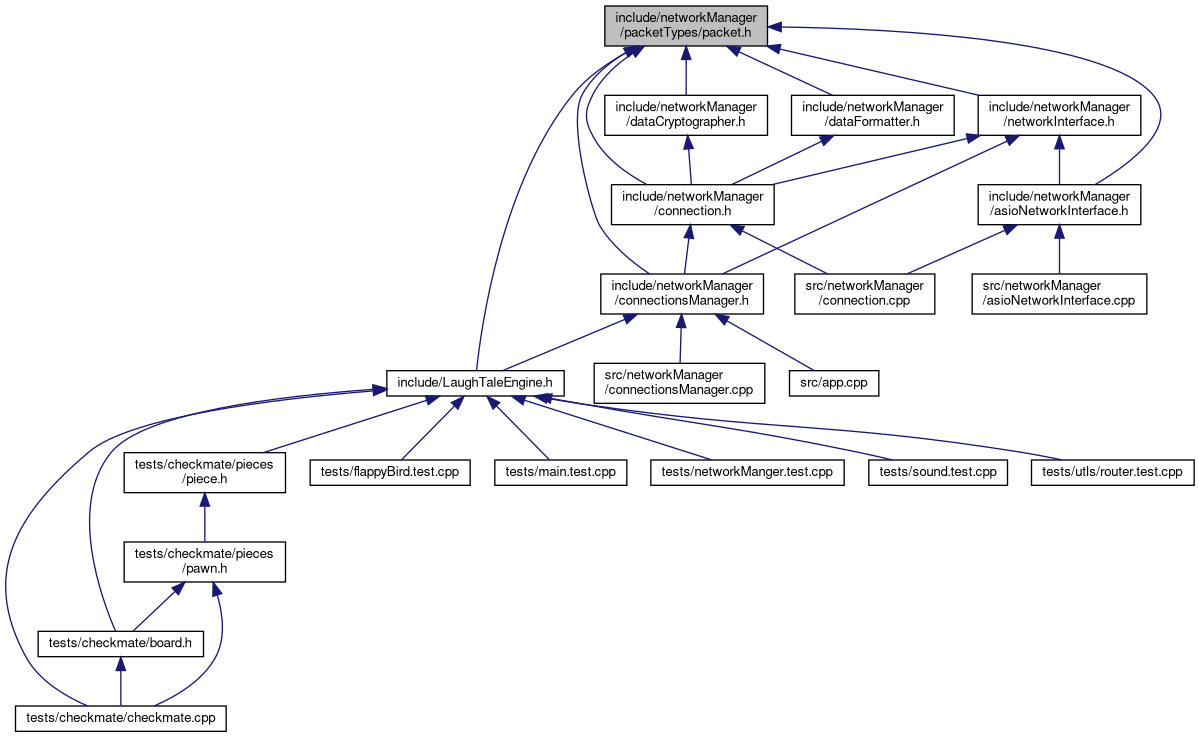 include/networkManager
/packetTypes/packet.h
include/networkManager
/dataCryptographer.h
include/networkManager
/dataFormatter.h
include/networkManager
/networkInterface.h
include/networkManager
/connection.h
include/networkManager
/asioNetworkInterface.h
include/networkManager
/connectionsManager.h
src/networkManager
/connection.cpp
src/networkManager
/asioNetworkInterface.cpp
include/LaughTaleEngine.h
src/networkManager
/connectionsManager.cpp
src/app.cpp
tests/checkmate/pieces
/piece.h
tests/flappyBird.test.cpp
tests/main.test.cpp
tests/networkManger.test.cpp
tests/sound.test.cpp
tests/utls/router.test.cpp
tests/checkmate/pieces
/pawn.h
tests/checkmate/board.h
tests/checkmate/checkmate.cpp